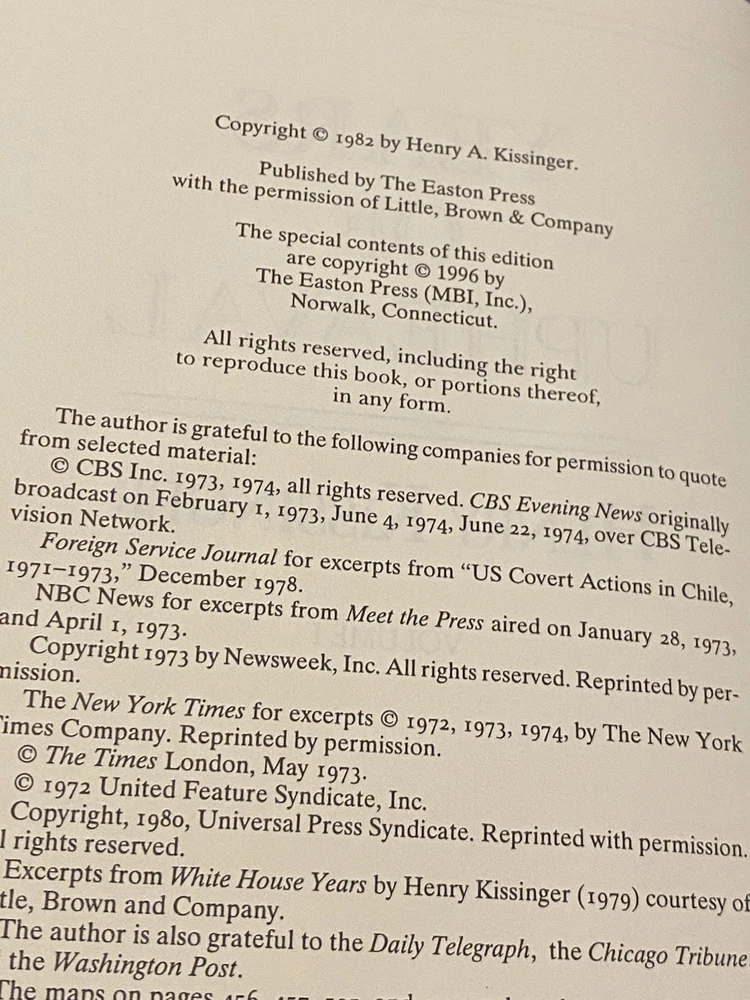 Copyright © 1982 by Henry A. Kissinger.
Published by The Easton Press
with the permission of Little, Brown & Company
The special contents of this edition
are copyright © 1996 by
The Easton Press (MBI, Inc.),
Norwalk, Connecticut.
All rights reserved, including the right
to reproduce this book, or portions thereof,
in any form.
The author is grateful to the following companies for permission to quote
from selected material:
© CBS Inc. 1973, 1974, all rights reserved. CBS Evening News originally
broadcast on February 1, 1973, June 4, 1974, June 22, 1974, over CBS Tele-
vision Network.
Foreign Service Journal for excerpts from “US Covert Actions in Chile,
1971–1973,” December 1978.
NBC News for excerpts from Meet the Press aired on January 28, 1973,
and April 1, 1973.
Copyright 1973 by Newsweek, Inc. All rights reserved. Reprinted by per-
mission.
The New York Times for excerpts © 1972, 1973, 1974, by The New York
Times Company. Reprinted by permission.
© The Times London, May 1973.
© 1972 United Feature Syndicate, Inc.
Copyright, 1980, Universal Press Syndicate. Reprinted with permission.
l rights reserved.
Excerpts from White House Years by Henry Kissinger (1979) courtesy of
tle, Brown and Company.
The author is also grateful to the Daily Telegraph, the Chicago Tribune
the Washington Post.
The maps on pages 456,